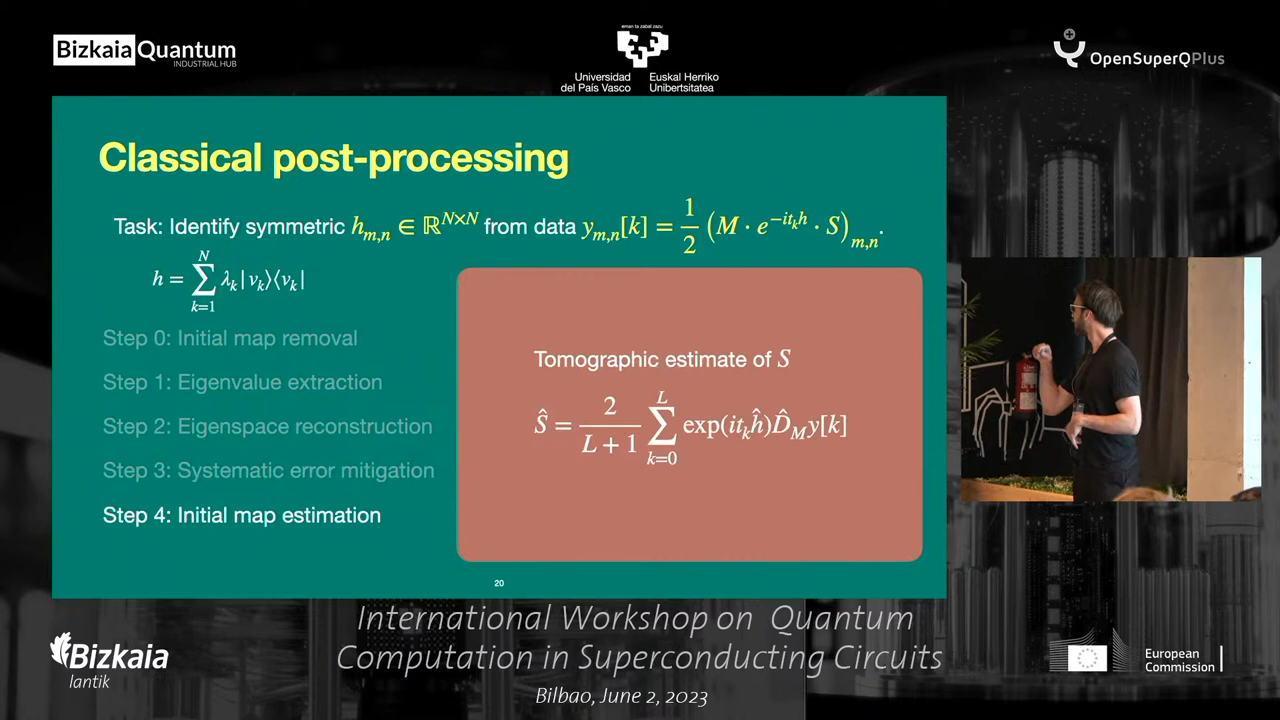 Bizkaia Quantum
INDUSTRIAL HUB
eman ta zabal zazu
Universidad
del País Vasco
Euskal Herriko
Unibertsitatea
OpenSuperQPlus
Classical post-processing
Task: Identify symmetric h_{m,n} ∈ ℝ^{N×N} from data y_{m,n}[k] = 1/2 (M · e^{-it_k h} · S)_{m,n}.
h = ∑_{k=1}^{N} λ_k |v_k⟩⟨v_k|
Step 0: Initial map removal
Step 1: Eigenvalue extraction
Step 2: Eigenspace reconstruction
Step 3: Systematic error mitigation
Step 4: Initial map estimation
Tomographic estimate of S
Ŝ = 2/(L + 1) ∑_{k=0}^{L} exp(it_k ĥ)D̂_M y[k]
20
International Workshop on Quantum
Computation in Superconducting Circuits
Bilbao, June 2, 2023
Bizkaia
lantik
European
Commission